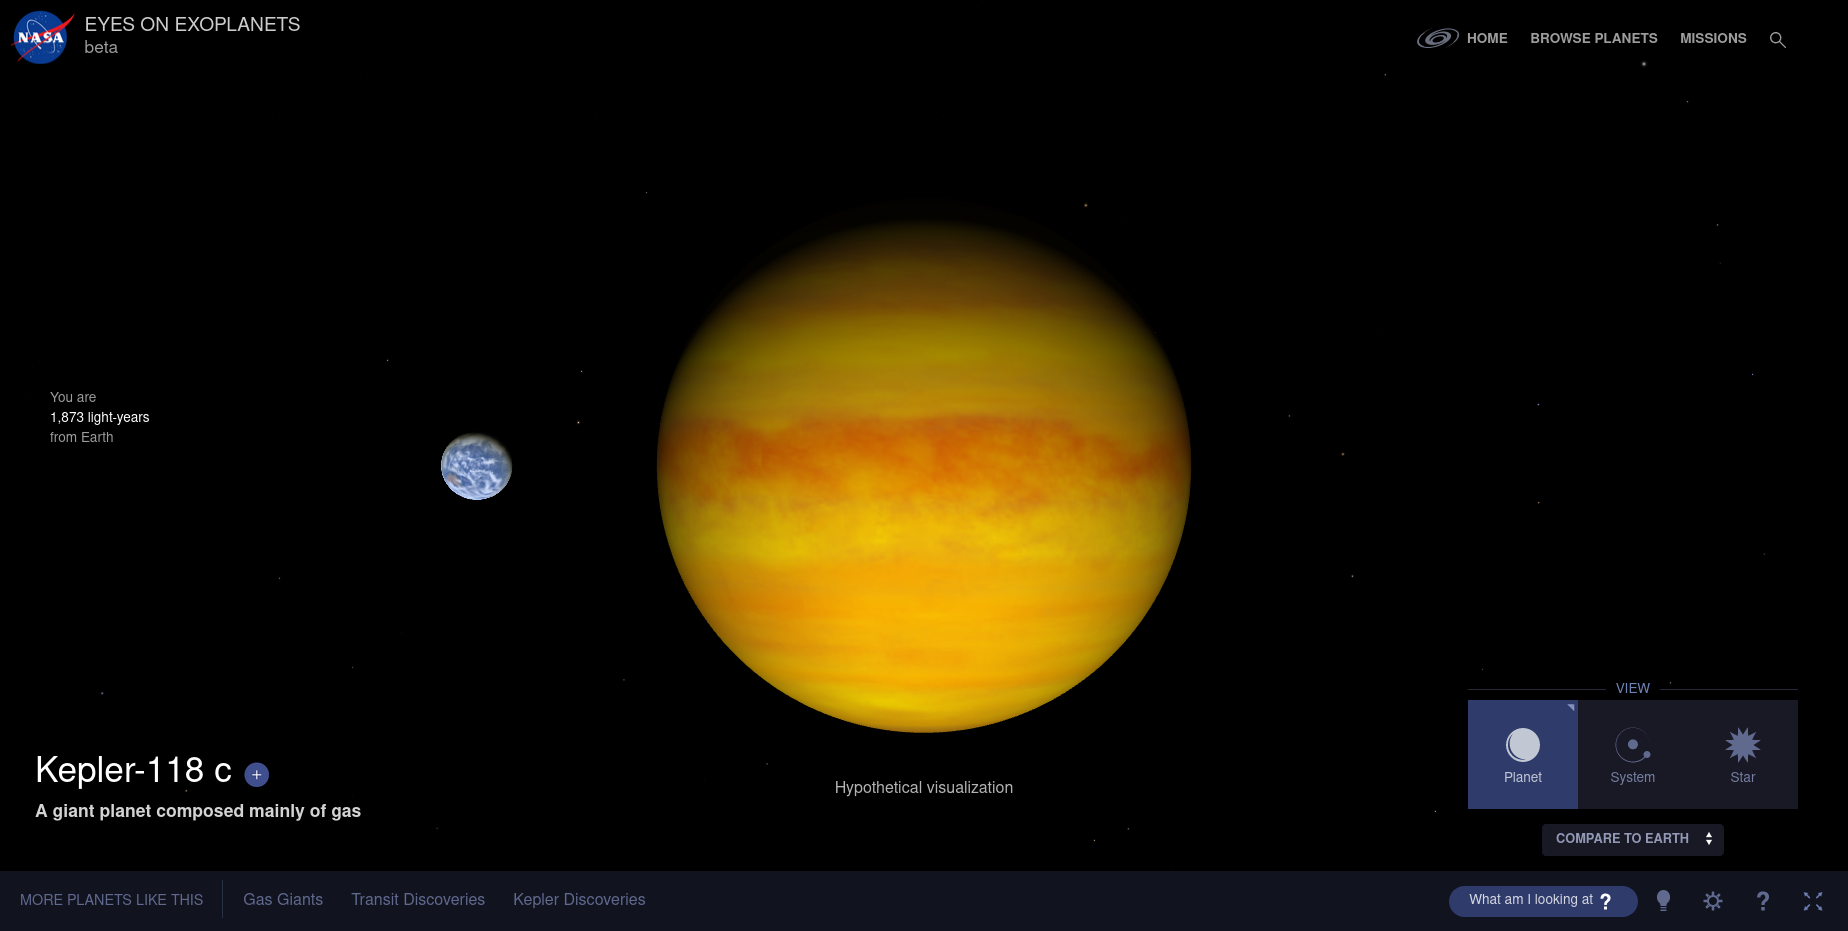 NASA
EYES ON EXOPLANETS
beta
HOME
BROWSE PLANETS
MISSIONS
You are
1,873 light-years
from Earth
Kepler-118 c +
A giant planet composed mainly of gas
Hypothetical visualization
VIEW
Planet
System
Star
COMPARE TO EARTH
MORE PLANETS LIKE THIS
Gas Giants
Transit Discoveries
Kepler Discoveries
What am I looking at ?
?